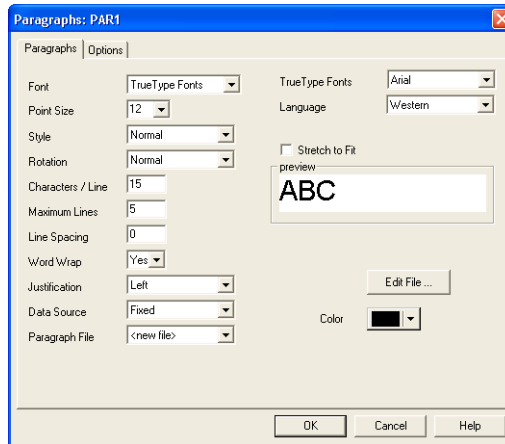 Paragraphs: PAR1
Paragraphs Options
Font TrueType Fonts
Point Size 12
Style Normal
Rotation Normal
Characters / Line 15
Maximum Lines 5
Line Spacing 0
Word Wrap Yes
Justification Left
Data Source Fixed
Paragraph File <new file>
TrueType Fonts Arial
Language Western
Stretch to Fit
preview
ABC
Edit File ...
Color
OK Cancel Help